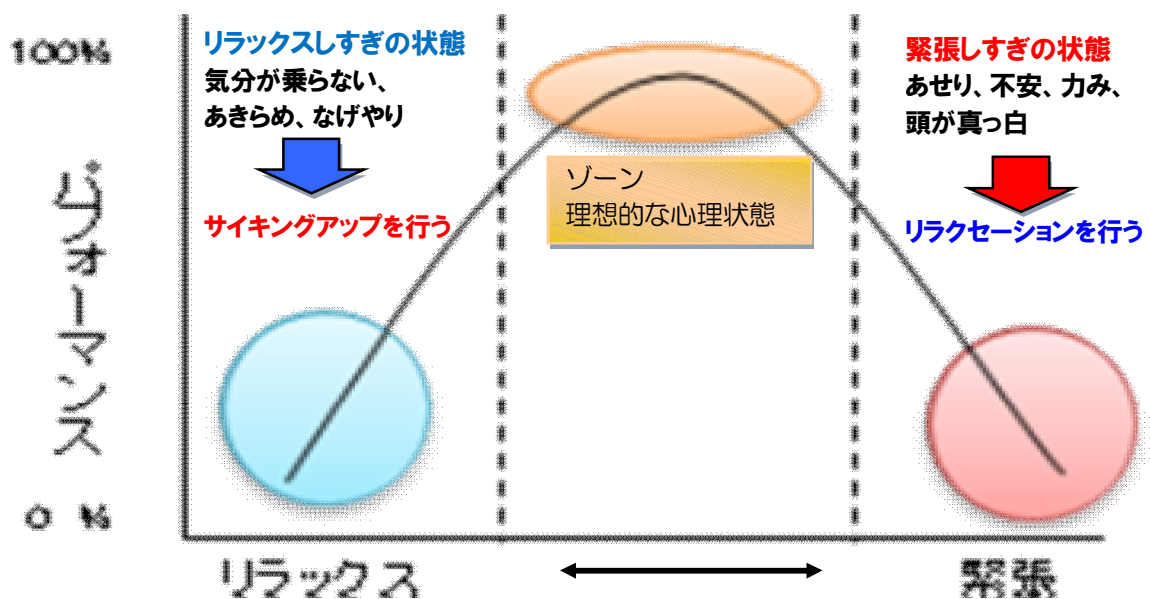 100%
パフォーマンス
0 %
リラックスしすぎの状態
気分が乗らない、
あきらめ、なげやり
サイキングアップを行う
ゾーン
理想的な心理状態
緊張しすぎの状態
あせり、不安、力み、
頭が真っ白
リラクセーションを行う
リラックス
緊張